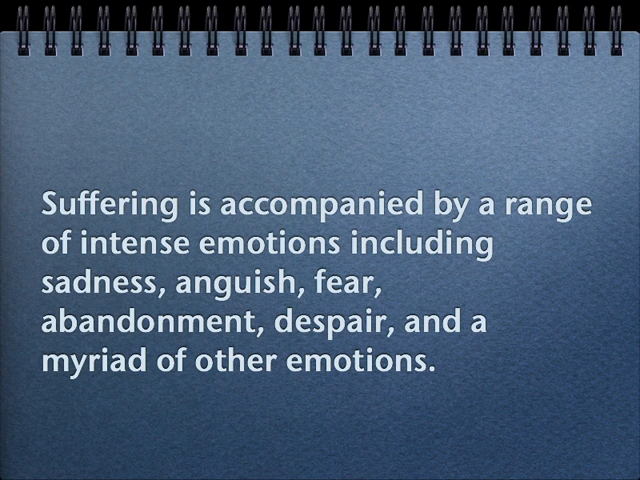 Suffering is accompanied by a range
of intense emotions including
sadness, anguish, fear,
abandonment, despair, and a
myriad of other emotions.